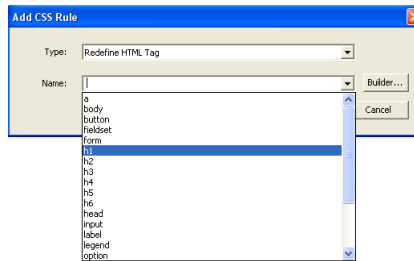 Add CSS Rule
Type: Redefine HTML Tag
Name: Builder...
a
body
button
Cancel
fieldset
form
h1
h2
h3
h4
h5
h6
head
input
label
legend
option